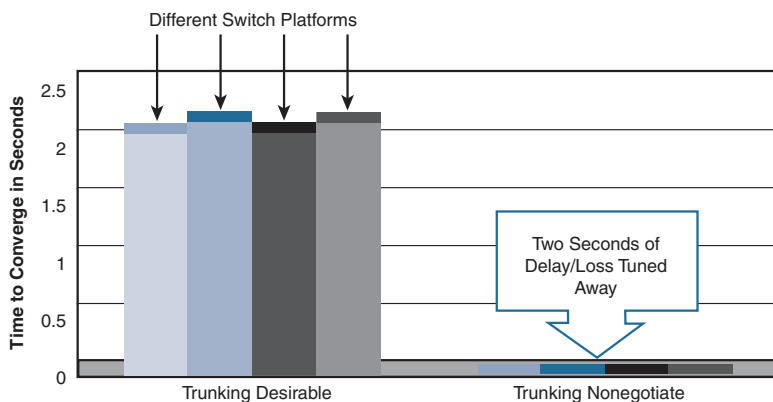 Different Switch Platforms
Time to Converge in Seconds
2.5
2
1.5
1
0.5
0
Two Seconds of
Delay/Loss Tuned
Away
Trunking Desirable
Trunking Nonegotiate